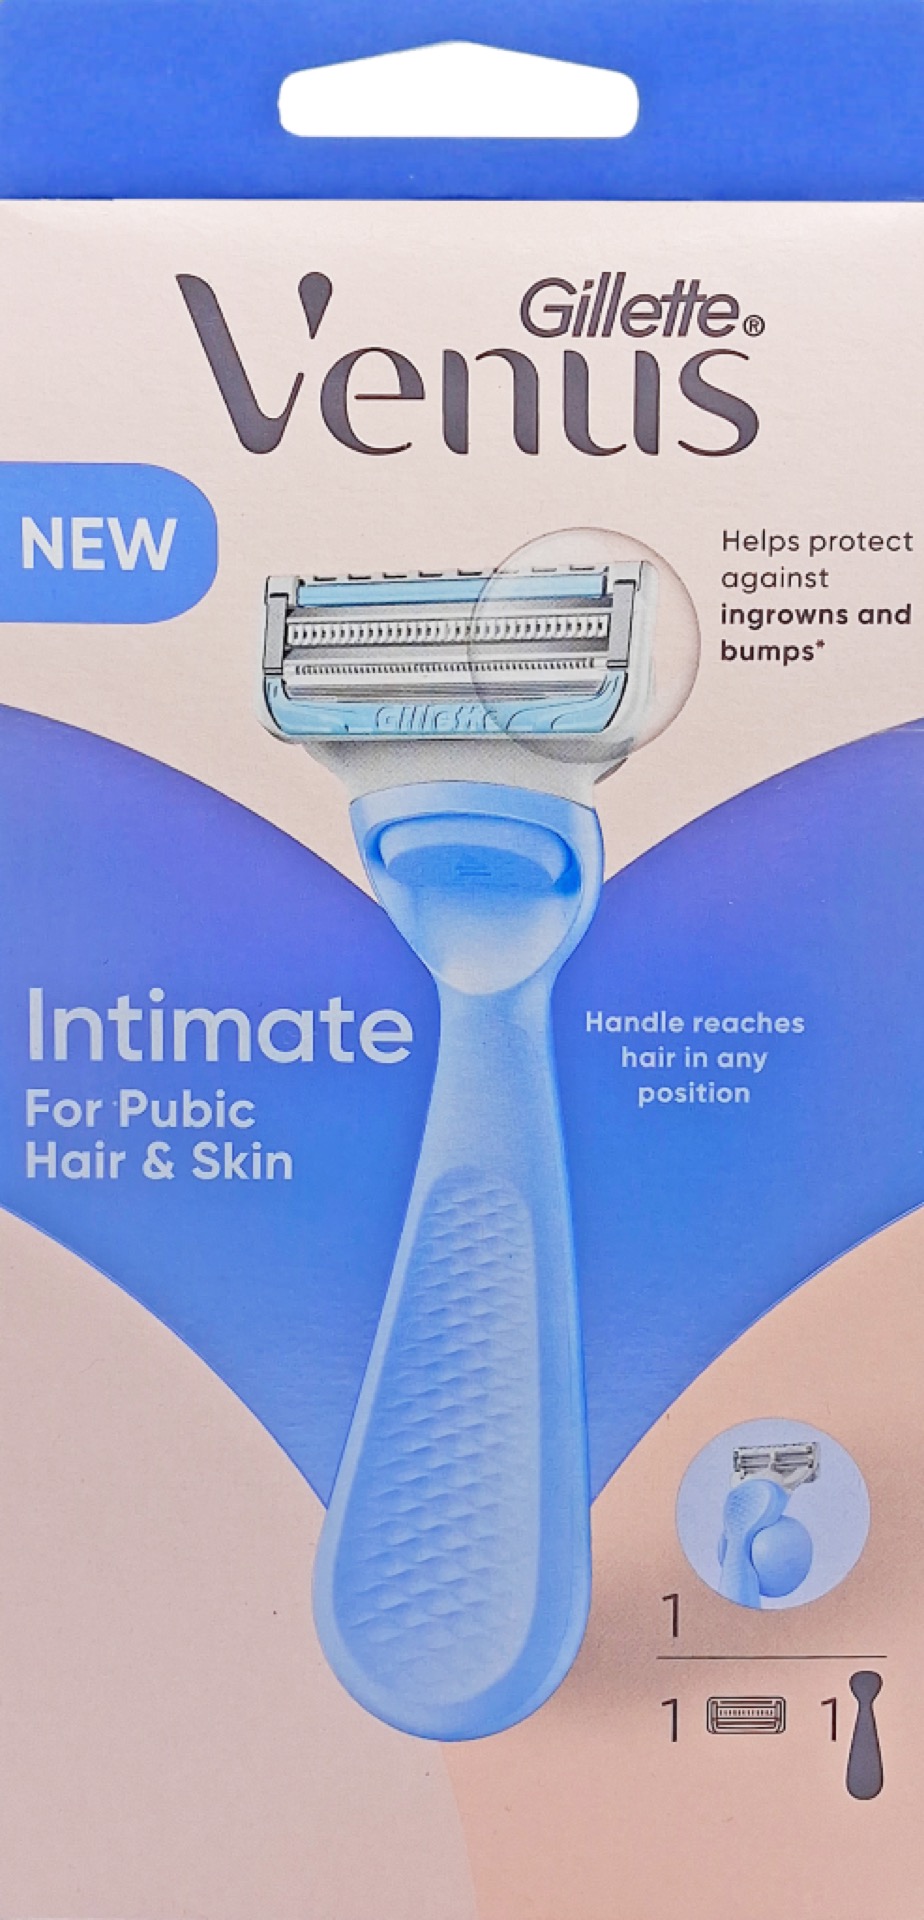 Gillette®
Venus
NEW
Helps protect
against
ingrowns and
bumps*
Gillette
Intimate
For Pubic
Hair & Skin
Handle reaches
hair in any
position
1
1 1